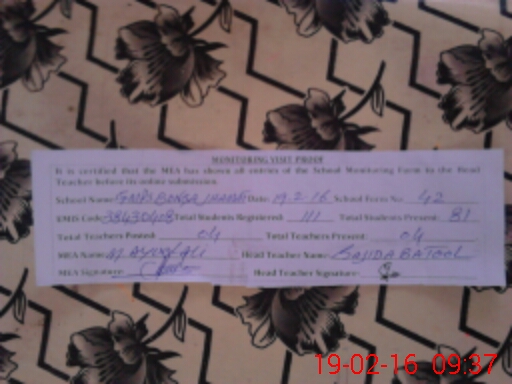 MONITORING VISIT PROOF
It is certified that the MEA has shown all entries of the School Monitoring Form to the Head
Teacher before its online submission.
School Name: Date: 19.2.16 School Form No 42
EMIS Code 38430408 Total Students Registered: 111 Total Students Present: 81
Total Teachers Posted: 04 Total Teachers Present: 04
MEA Name: ALI Head Teacher Name: SAJIDA BATOOL
MEA Signature: Head Teacher Signature:
19-02-16 09:37